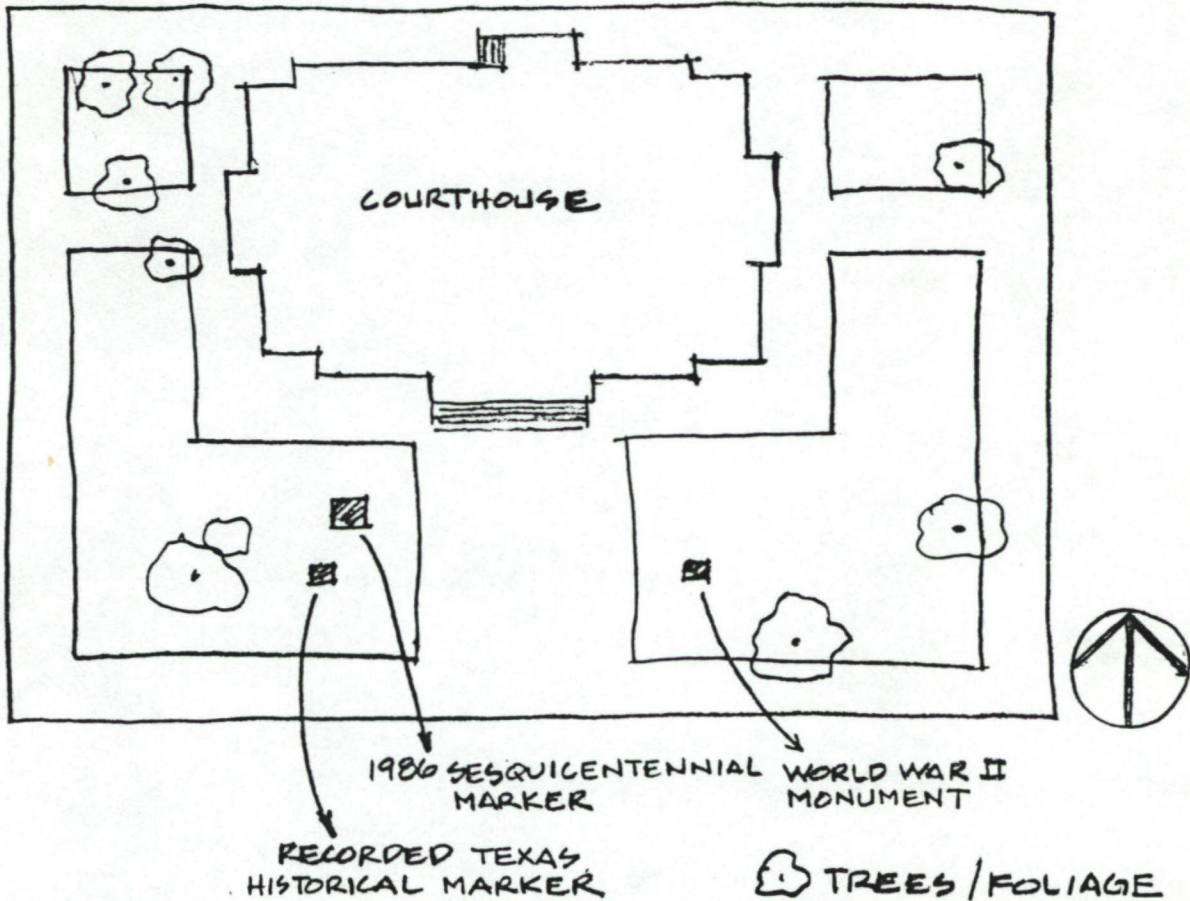 COURTHOUSE
1986 SESQUICENTENNIAL
MARKER
WORLD WAR II
MONUMENT
RECORDED TEXAS
HISTORICAL MARKER
TREES / FOLIAGE